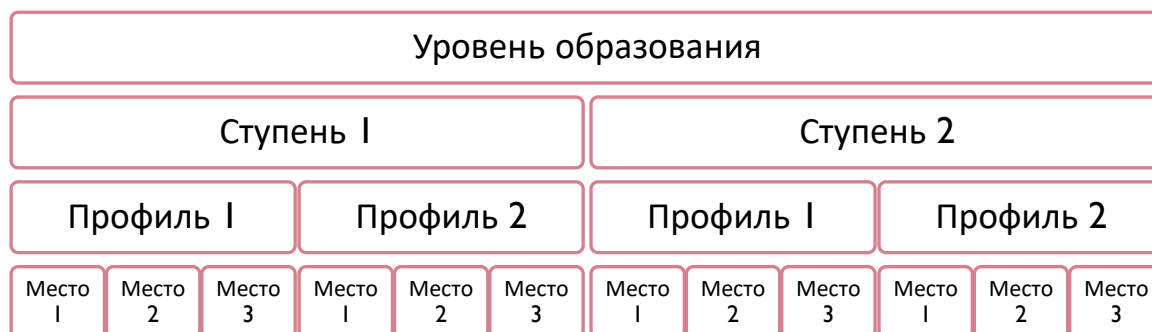 Уровень образования
Ступень 1
Ступень 2
Профиль 1
Профиль 2
Профиль 1
Профиль 2
Место
1
Место
2
Место
3
Место
1
Место
2
Место
3
Место
1
Место
2
Место
3
Место
1
Место
2
Место
3